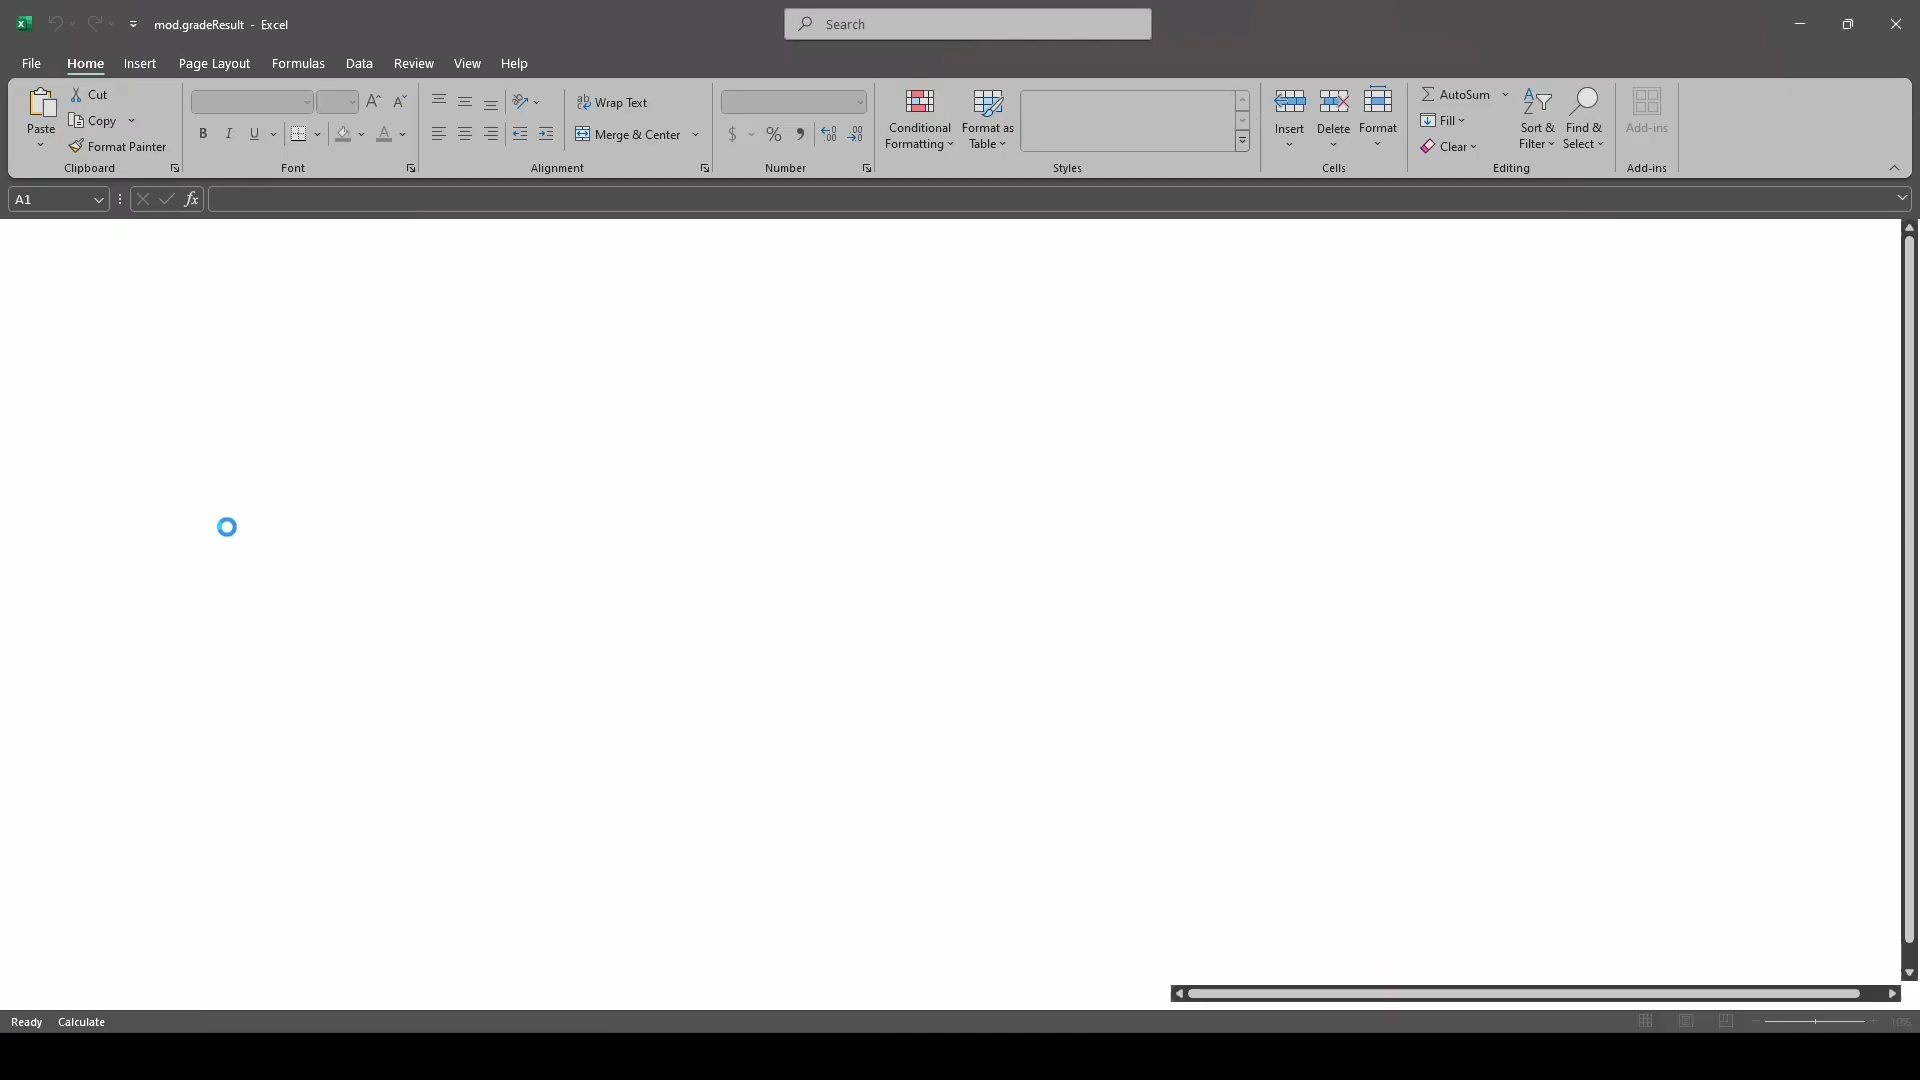 mod.gradeResult - Excel
Search
File Home Insert Page Layout Formulas Data Review View Help
Paste
Cut
Copy
Format Painter
Clipboard
B I U A
Font
Wrap Text
Merge & Center
Alignment
$ % ,
Number
Conditional Formatting
Format as Table
Styles
Insert
Delete
Format
Cells
AutoSum
Fill
Clear
Sort & Filter
Find & Select
Editing
Add-ins
Add-ins
A1
fx
Ready Calculate